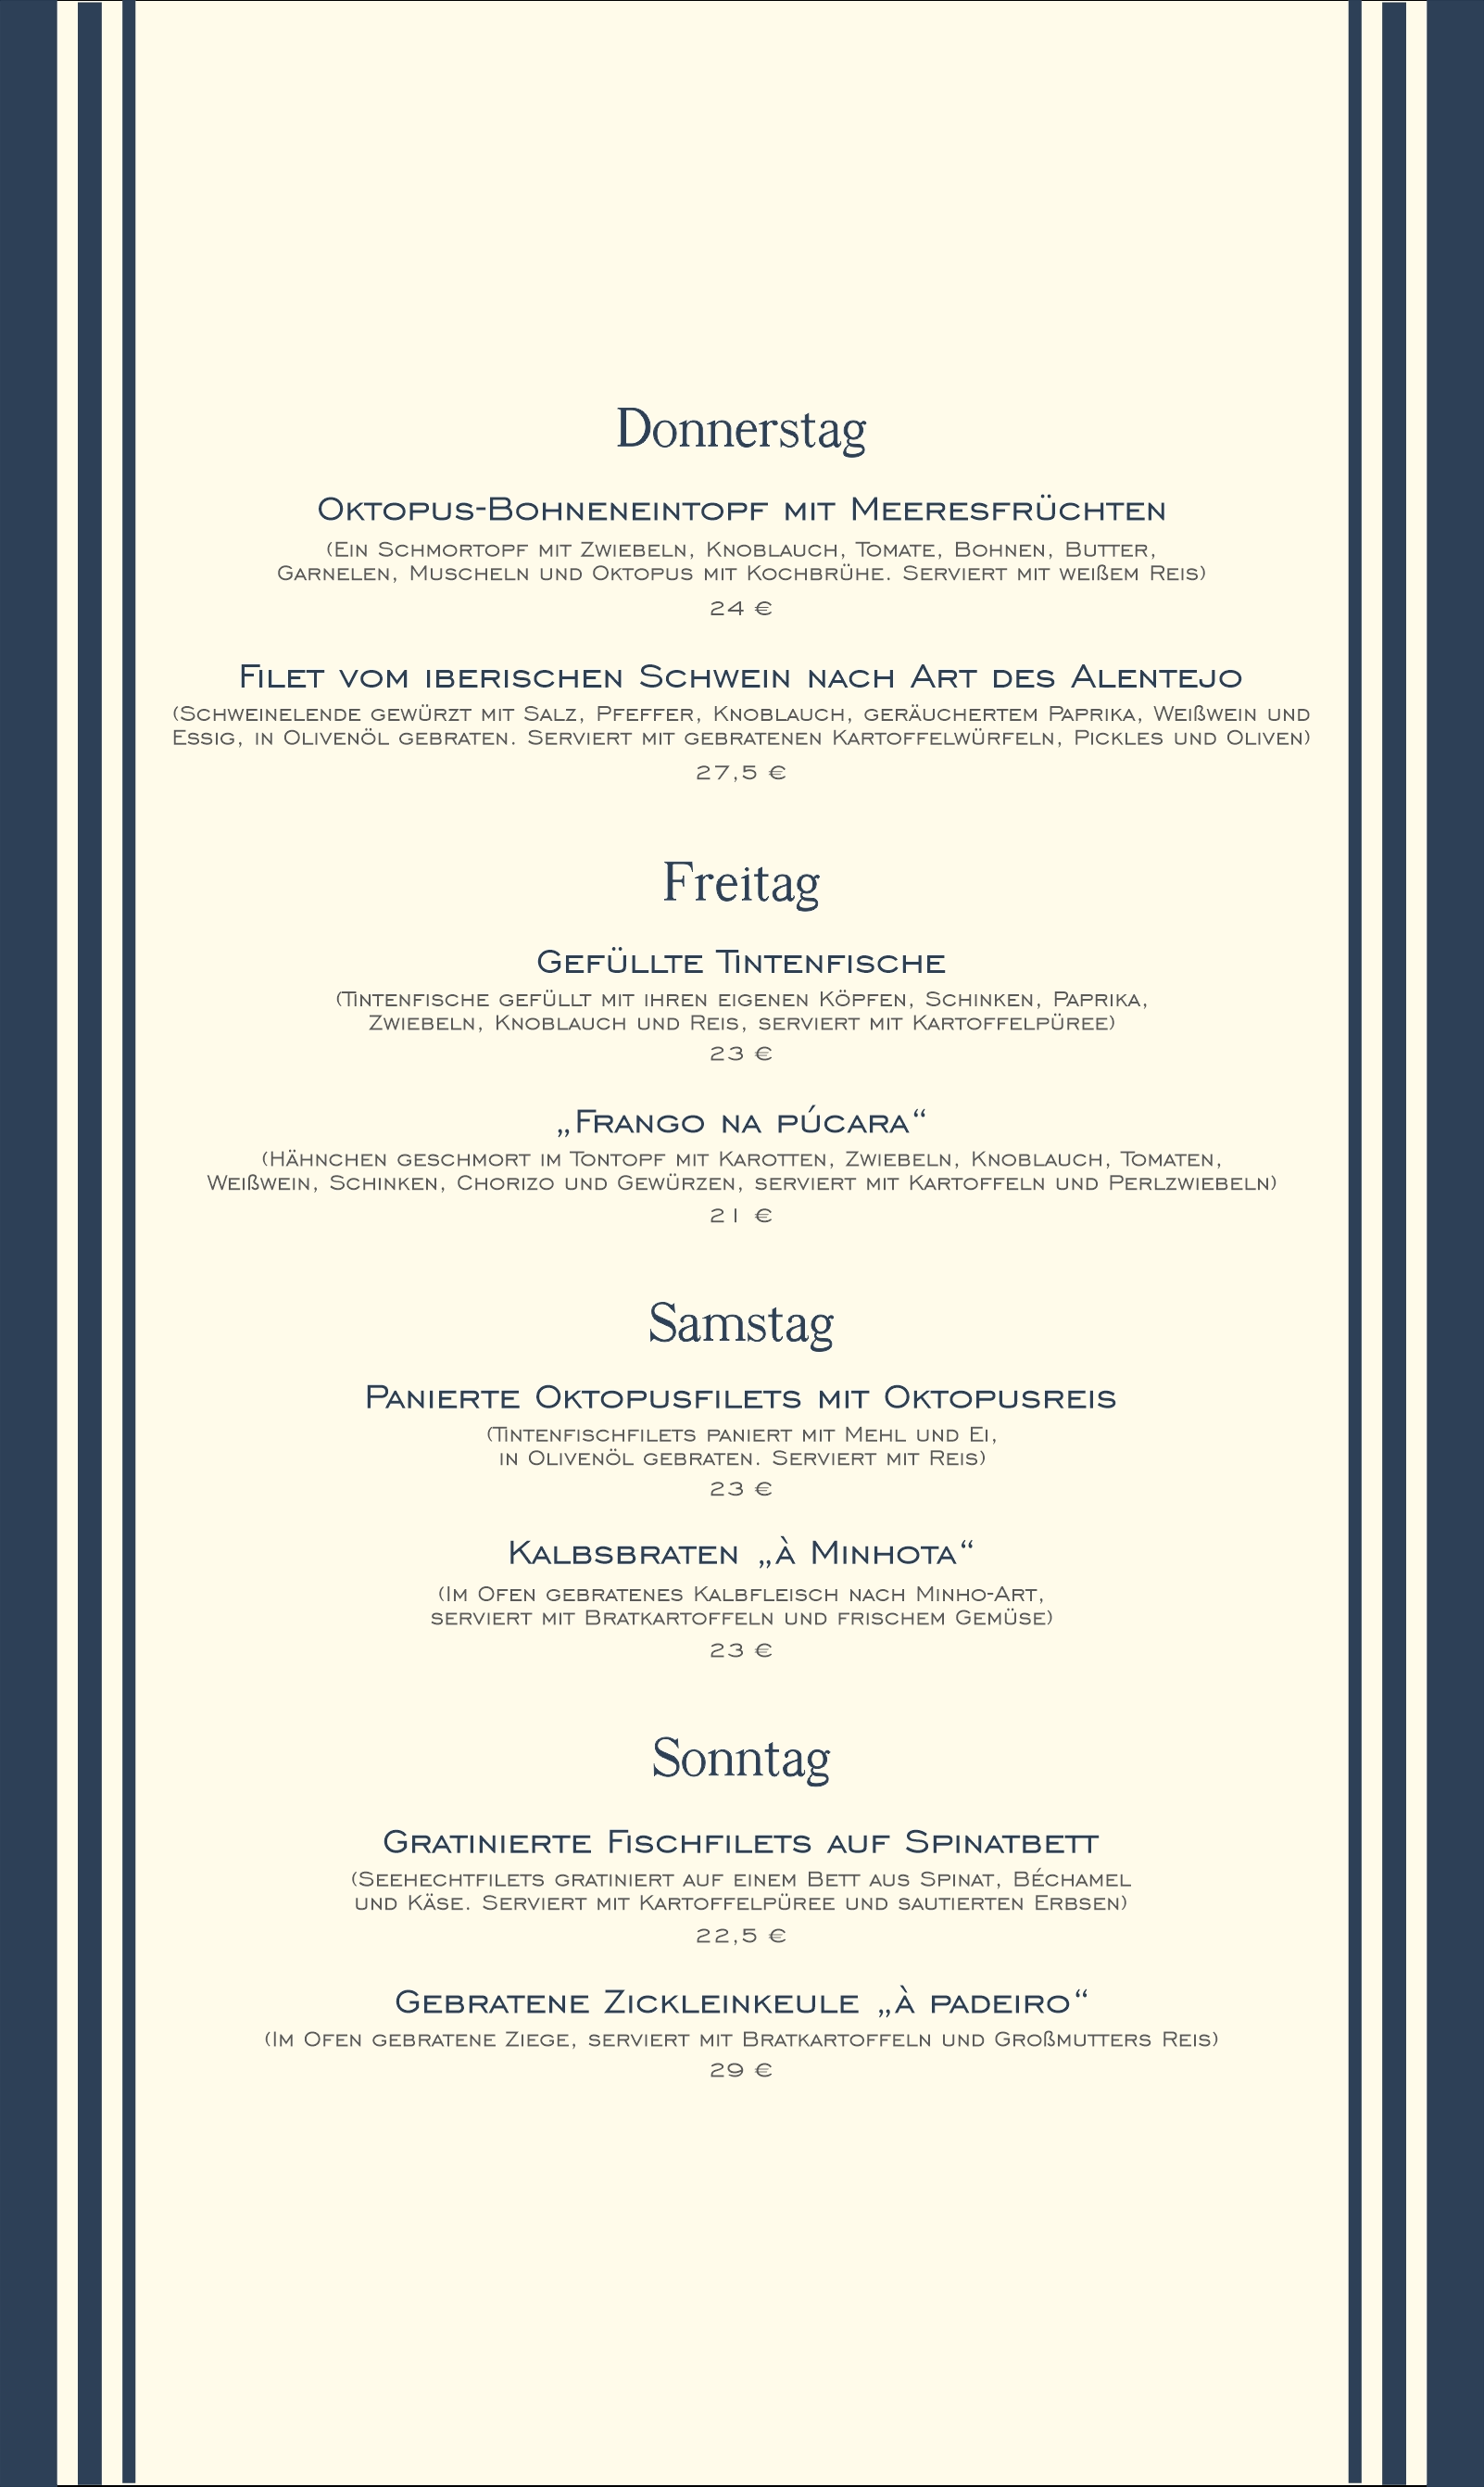 Donnerstag
Oktopus-Bohneneintopf mit Meeresfrüchten
(Ein Schmortopf mit Zwiebeln, Knoblauch, Tomate, Bohnen, Butter,
Garnelen, Muscheln und Oktopus mit Kochbrühe. Serviert mit weißem Reis)
24 €
Filet vom iberischen Schwein nach Art des Alentejo
(Schweinelende gewürzt mit Salz, Pfeffer, Knoblauch, geräuchertem Paprika, Weißwein und
Essig, in Olivenöl gebraten. Serviert mit gebratenen Kartoffelwürfeln, Pickles und Oliven)
27,5 €
Freitag
Gefüllte Tintenfische
(Tintenfische gefüllt mit ihren eigenen Köpfen, Schinken, Paprika,
Zwiebeln, Knoblauch und Reis, serviert mit Kartoffelpüree)
23 €
„Frango na púcara“
(Hähnchen geschmort im Tontopf mit Karotten, Zwiebeln, Knoblauch, Tomaten,
Weißwein, Schinken, Chorizo und Gewürzen, serviert mit Kartoffeln und Perlzwiebeln)
21 €
Samstag
Panierte Oktopusfilets mit Oktopusreis
(Tintenfischfilets paniert mit Mehl und Ei,
in Olivenöl gebraten. Serviert mit Reis)
23 €
Kalbsbraten „à Minhota“
(Im Ofen gebratenes Kalbfleisch nach Minho-Art,
serviert mit Bratkartoffeln und frischem Gemüse)
23 €
Sonntag
Gratinierte Fischfilets auf Spinatbett
(Seehechtfilets gratiniert auf einem Bett aus Spinat, Béchamel
und Käse. Serviert mit Kartoffelpüree und sautierten Erbsen)
22,5 €
Gebratene Zickleinkeule „à padeiro“
(Im Ofen gebratene Ziege, serviert mit Bratkartoffeln und Großmutters Reis)
29 €